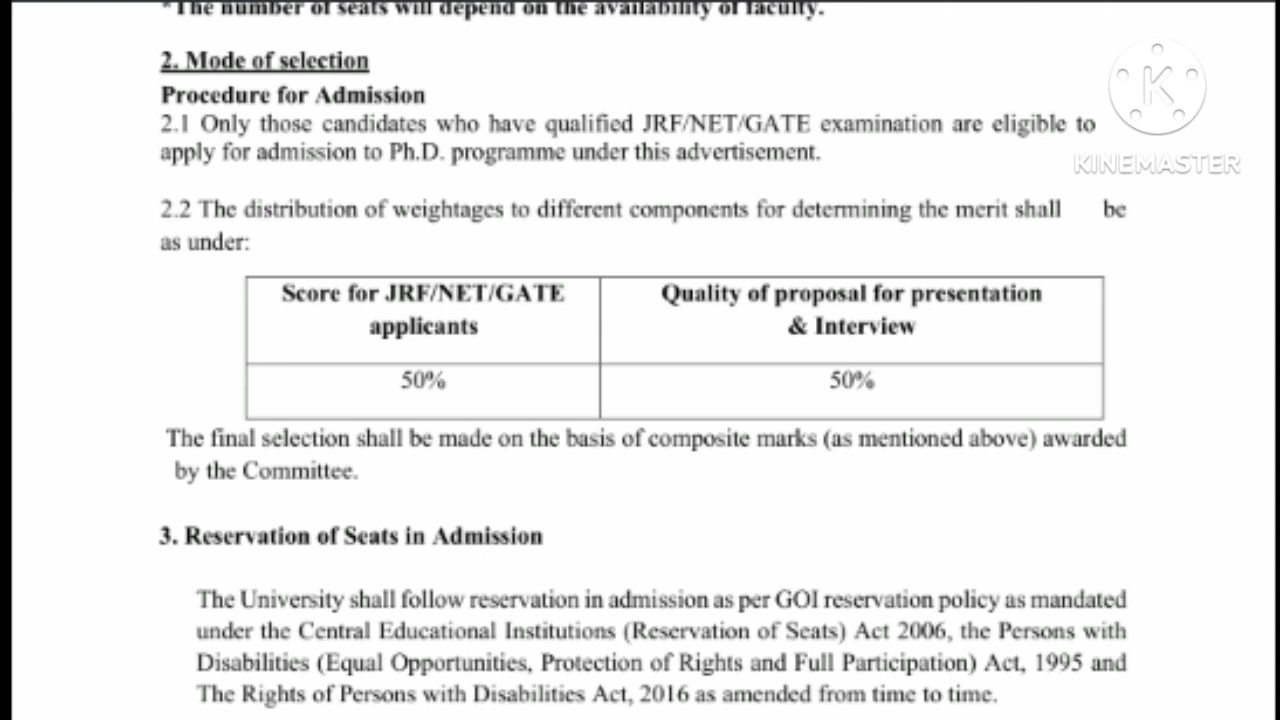 *The number of seats will depend on the availability of faculty.
2. Mode of selection
Procedure for Admission
2.1 Only those candidates who have qualified JRF/NET/GATE examination are eligible to
apply for admission to Ph.D. programme under this advertisement.
2.2 The distribution of weightages to different components for determining the merit shall be
as under:
Score for JRF/NET/GATE
applicants
Quality of proposal for presentation
& Interview
50%
50%
The final selection shall be made on the basis of composite marks (as mentioned above) awarded
by the Committee.
3. Reservation of Seats in Admission
The University shall follow reservation in admission as per GOI reservation policy as mandated
under the Central Educational Institutions (Reservation of Seats) Act 2006, the Persons with
Disabilities (Equal Opportunities, Protection of Rights and Full Participation) Act, 1995 and
The Rights of Persons with Disabilities Act, 2016 as amended from time to time.
K
KINEMASTER